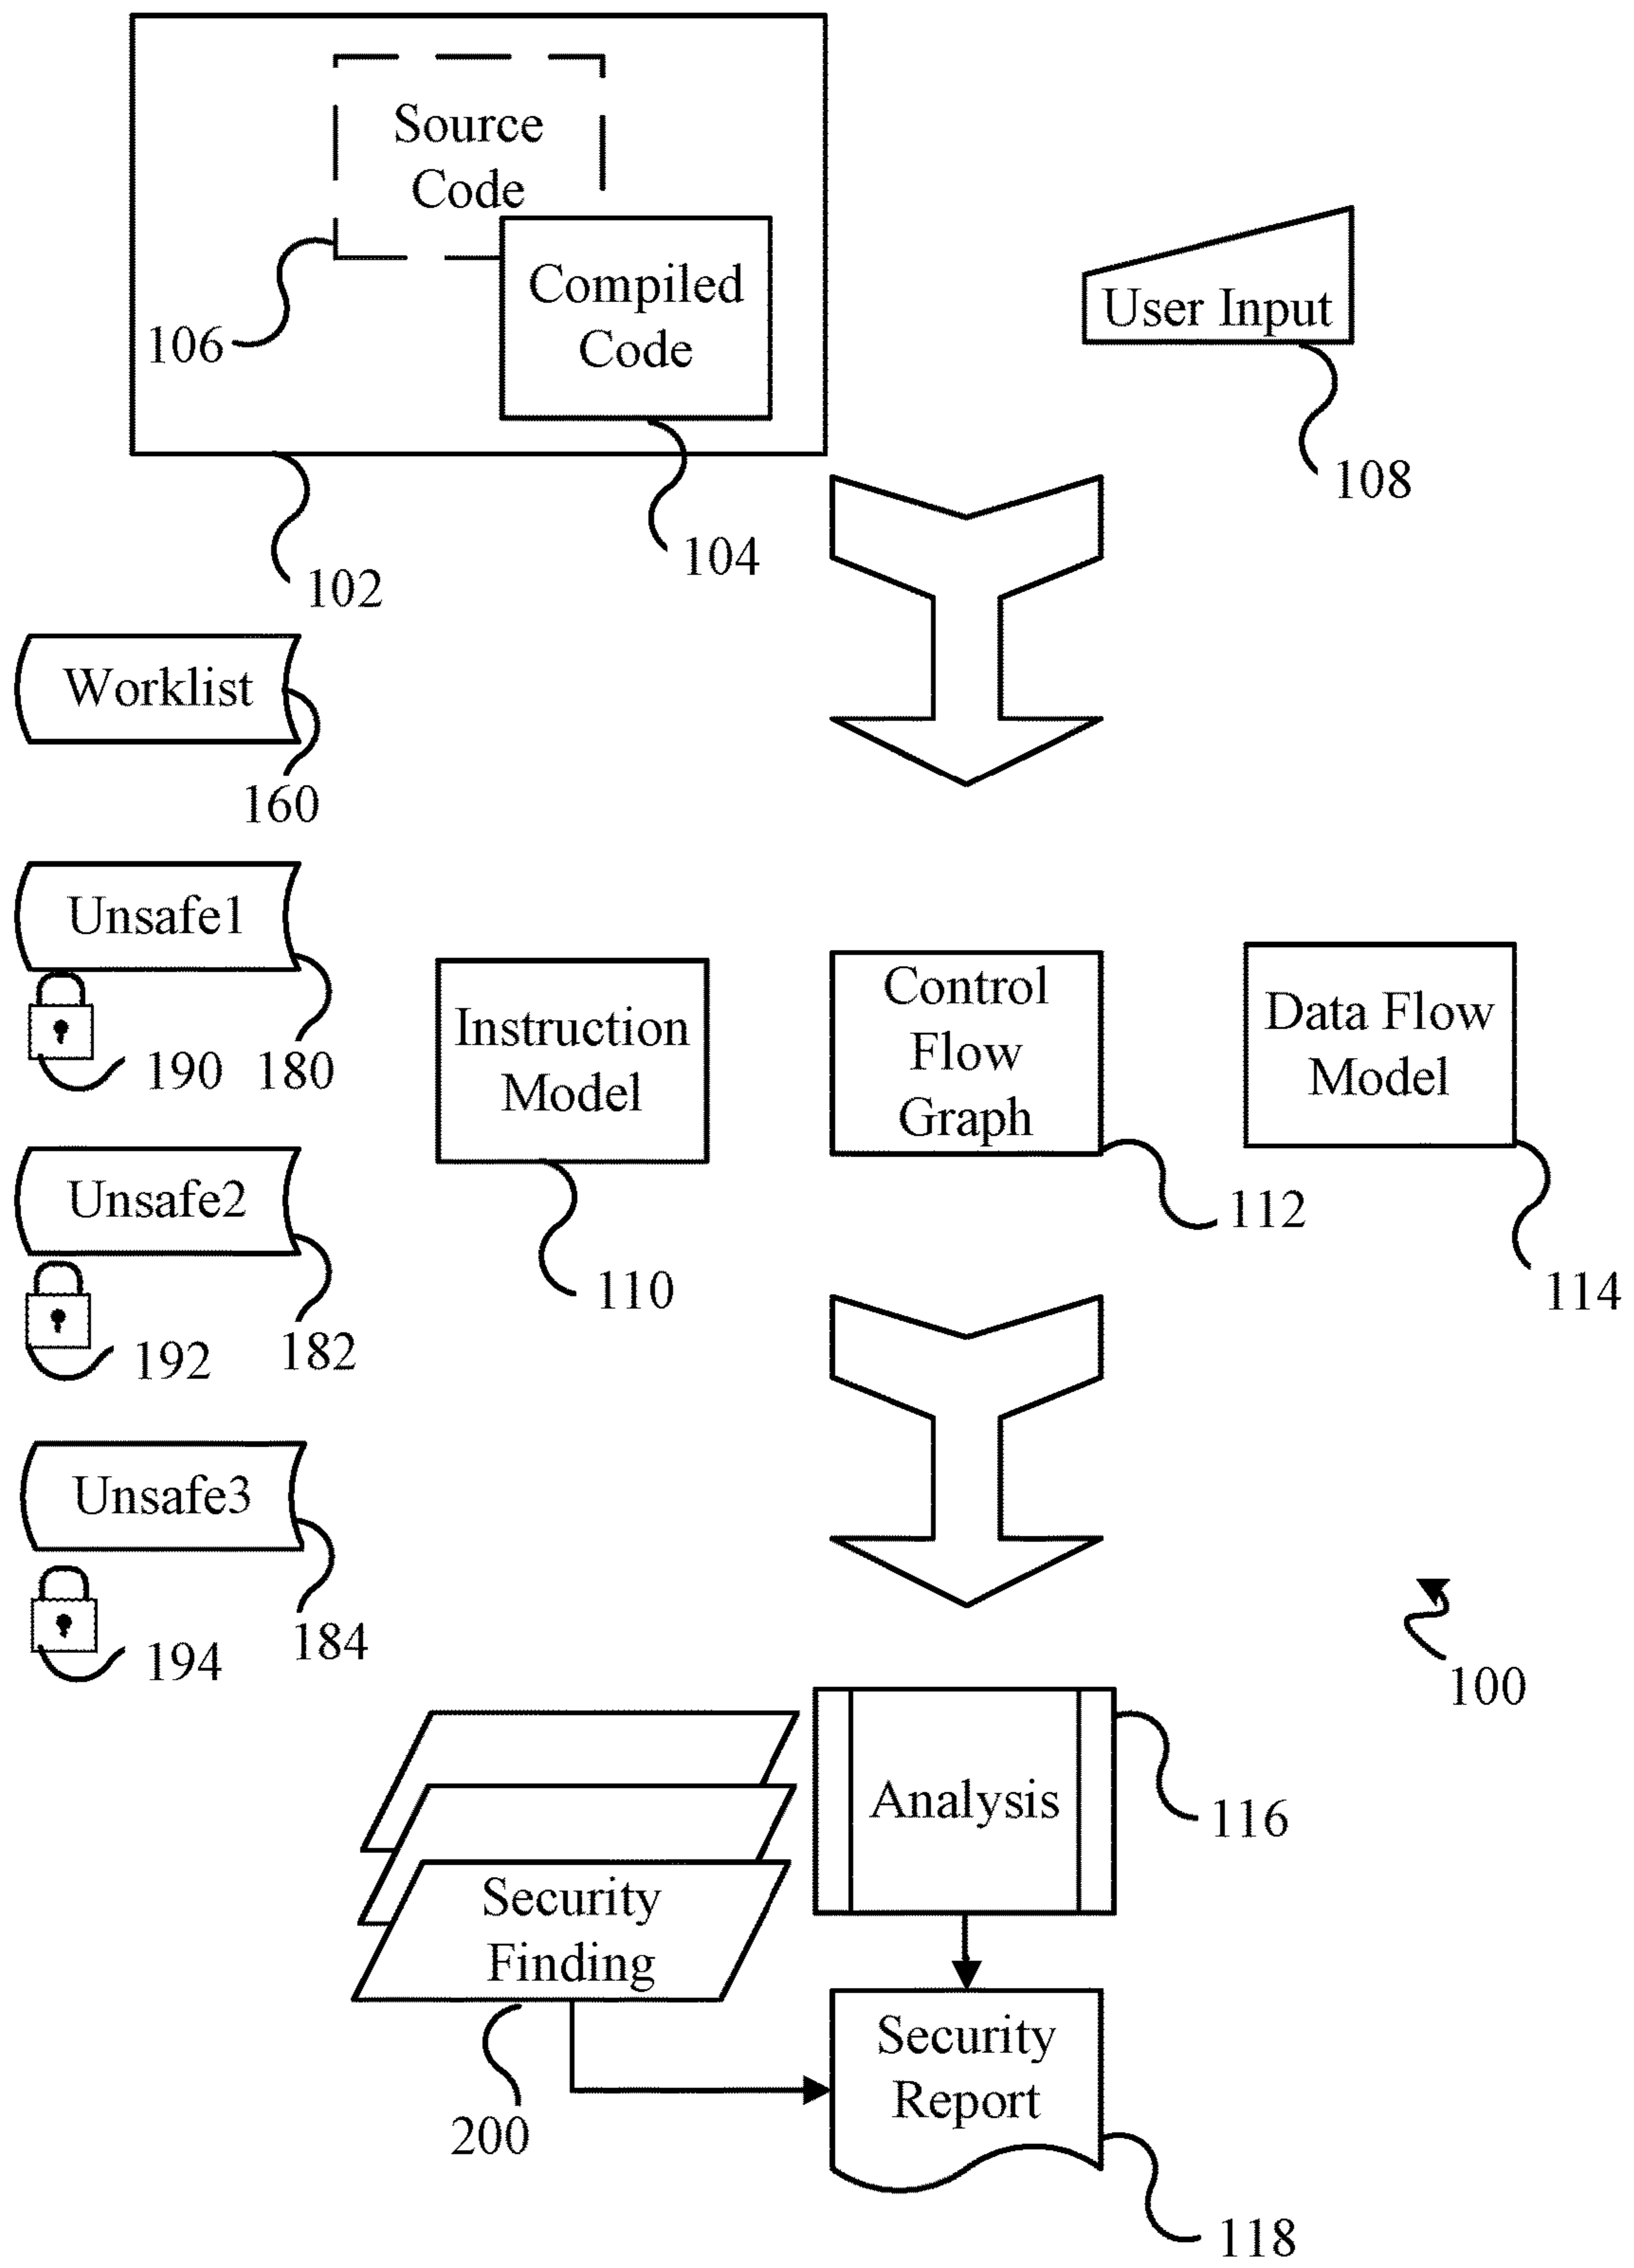 Source
Code
Compiled
Code
106
User Input
108
104
102
Worklist
160
Unsafe1
190
180
Instruction
Model
110
Control
Flow
Graph
112
Data Flow
Model
114
Unsafe2
192
182
Unsafe3
194
184
100
Analysis
116
Security
Finding
200
Security
Report
118